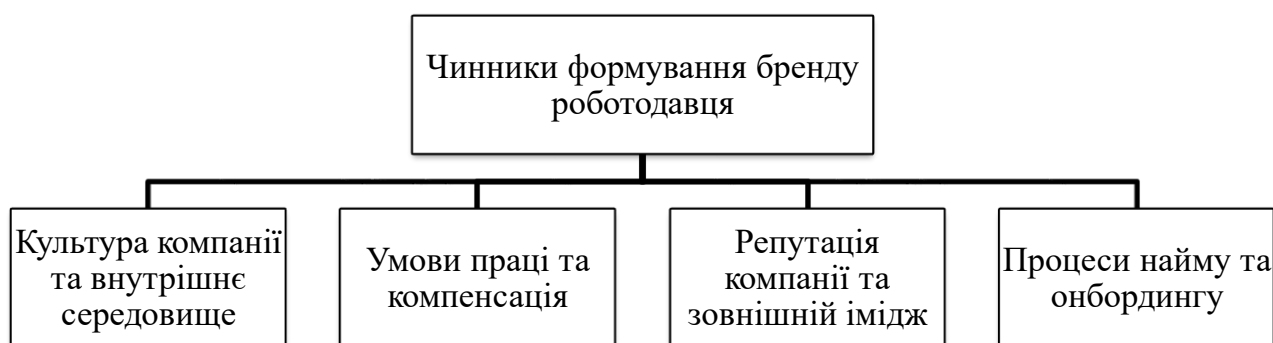 Чинники формування бренду
роботодавця
Культура компанії
та внутрішнє
середовище
Умови праці та
компенсація
Репутація
компанії та
зовнішній імідж
Процеси найму та
онбордингу